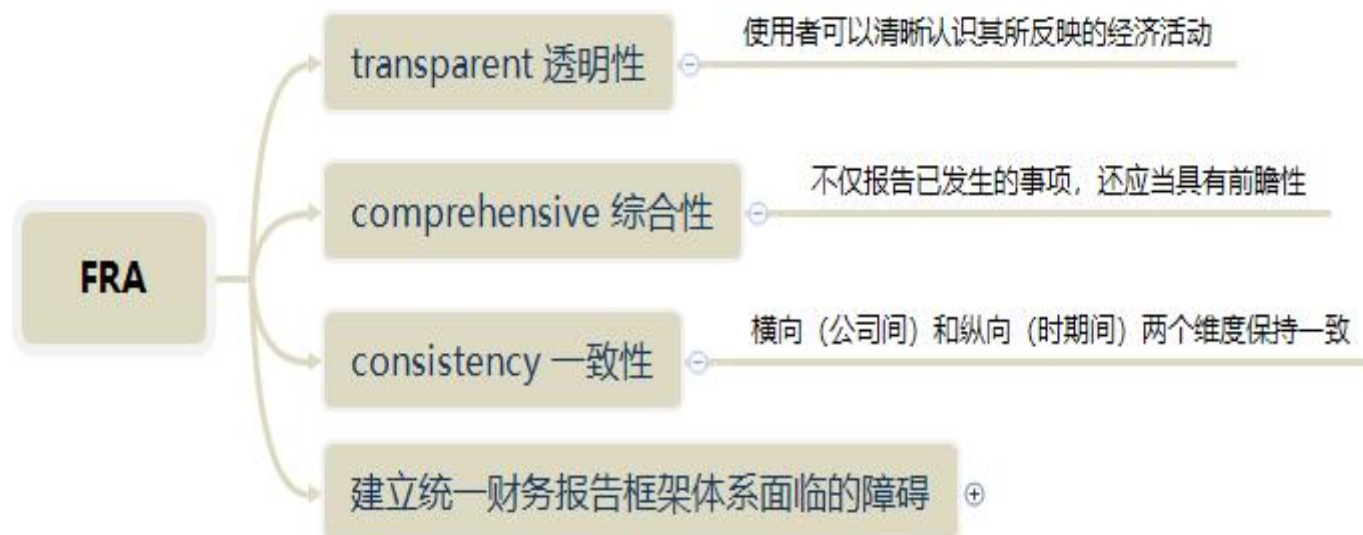 使用者可以清晰认识其所反映的经济活动
transparent 透明性
不仅报告已发生的事项，还应当具有前瞻性
comprehensive 综合性
FRA
横向（公司间）和纵向（时期间）两个维度保持一致
consistency 一致性
建立统一财务报告框架体系面临的障碍